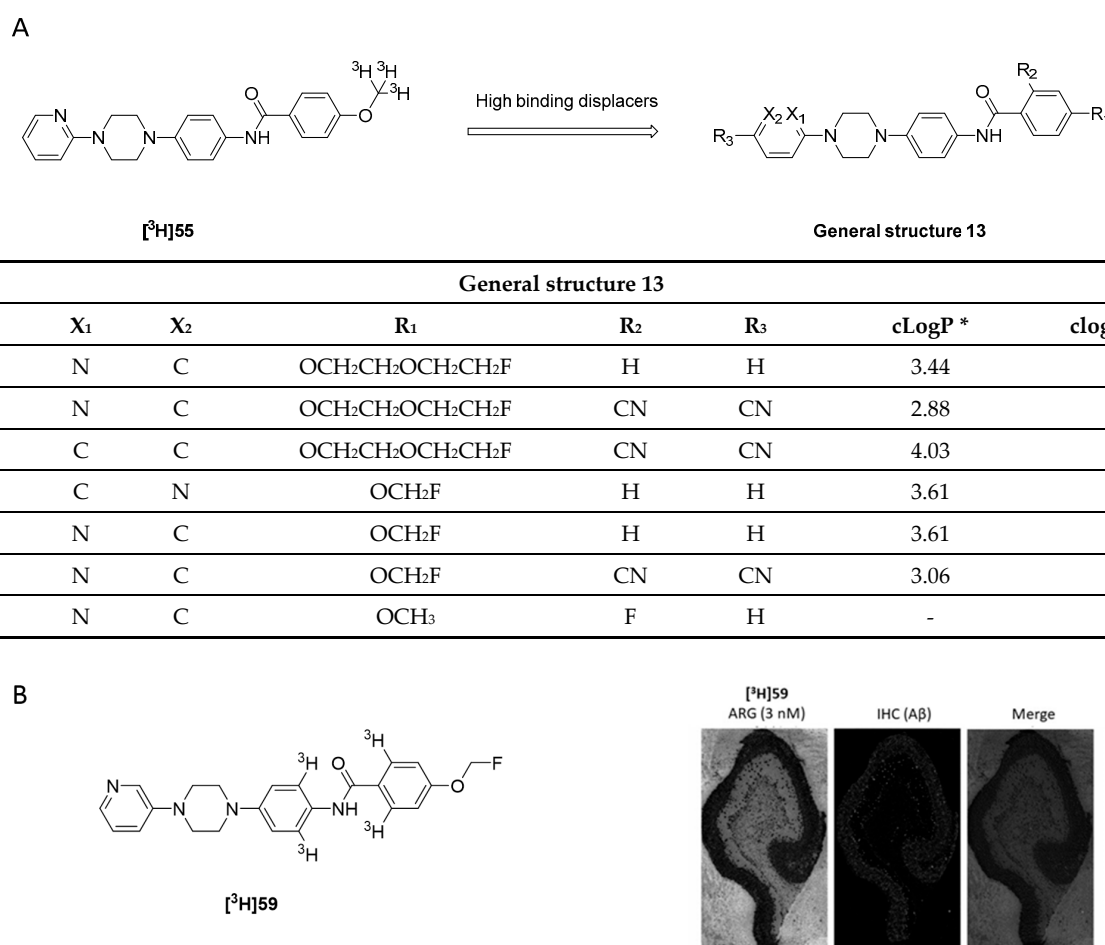 A
³H ³H
³H
O
O
NH
N
N
N
[³H]55
High binding displacers
R₂
O
R
X₂ X₁
R₃
N
N
NH
General structure 13
General structure 13
X₁ X₂ R₁ R₂ R₃ cLogP * clog
N C OCH₂CH₂OCH₂CH₂F H H 3.44
N C OCH₂CH₂OCH₂CH₂F CN CN 2.88
C C OCH₂CH₂OCH₂CH₂F CN CN 4.03
C N OCH₂F H H 3.61
N C OCH₂F H H 3.61
N C OCH₂F CN CN 3.06
N C OCH₃ F H -
B
³H
³H O F
N O
N N NH
³H
³H
[³H]59
[³H]59
ARG (3 nM) IHC (Aβ) Merge